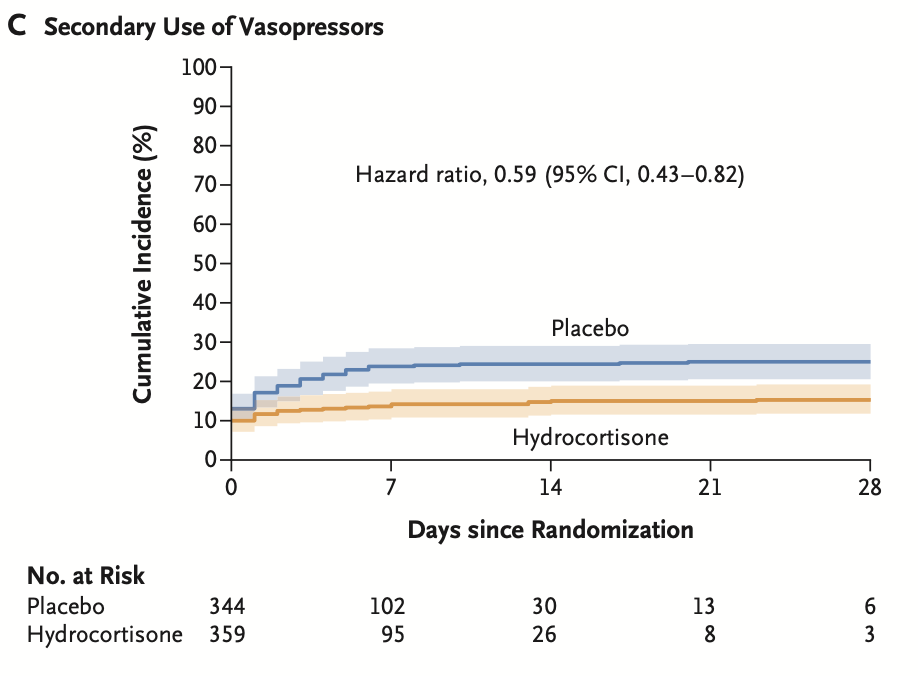 C Secondary Use of Vasopressors
100
90
80
70
60
50
40
30
20
10
0
Cumulative Incidence (%)
Hazard ratio, 0.59 (95% CI, 0.43–0.82)
Placebo
Hydrocortisone
0 7 14 21 28
Days since Randomization
No. at Risk
Placebo 344 102 30 13 6
Hydrocortisone 359 95 26 8 3